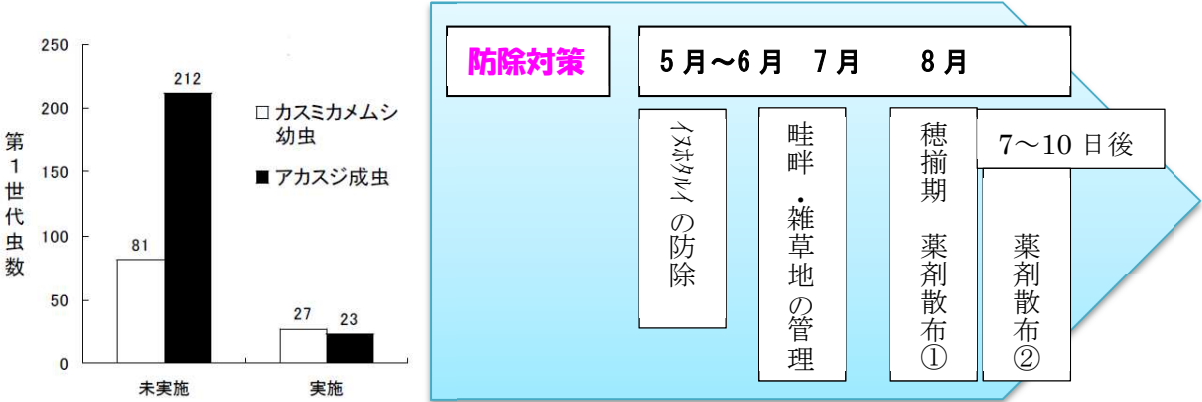 第1世代虫数
250
200
150
100
50
0
81
212
27
23
未実施
実施
□カスミカメムシ
幼虫
■アカスジ成虫
防除対策
5月～6月 7月 8月
イヌホタルイの防除
畦畔・雑草地の管理
穂揃期 薬剤散布①
7～10日後
薬剤散布②